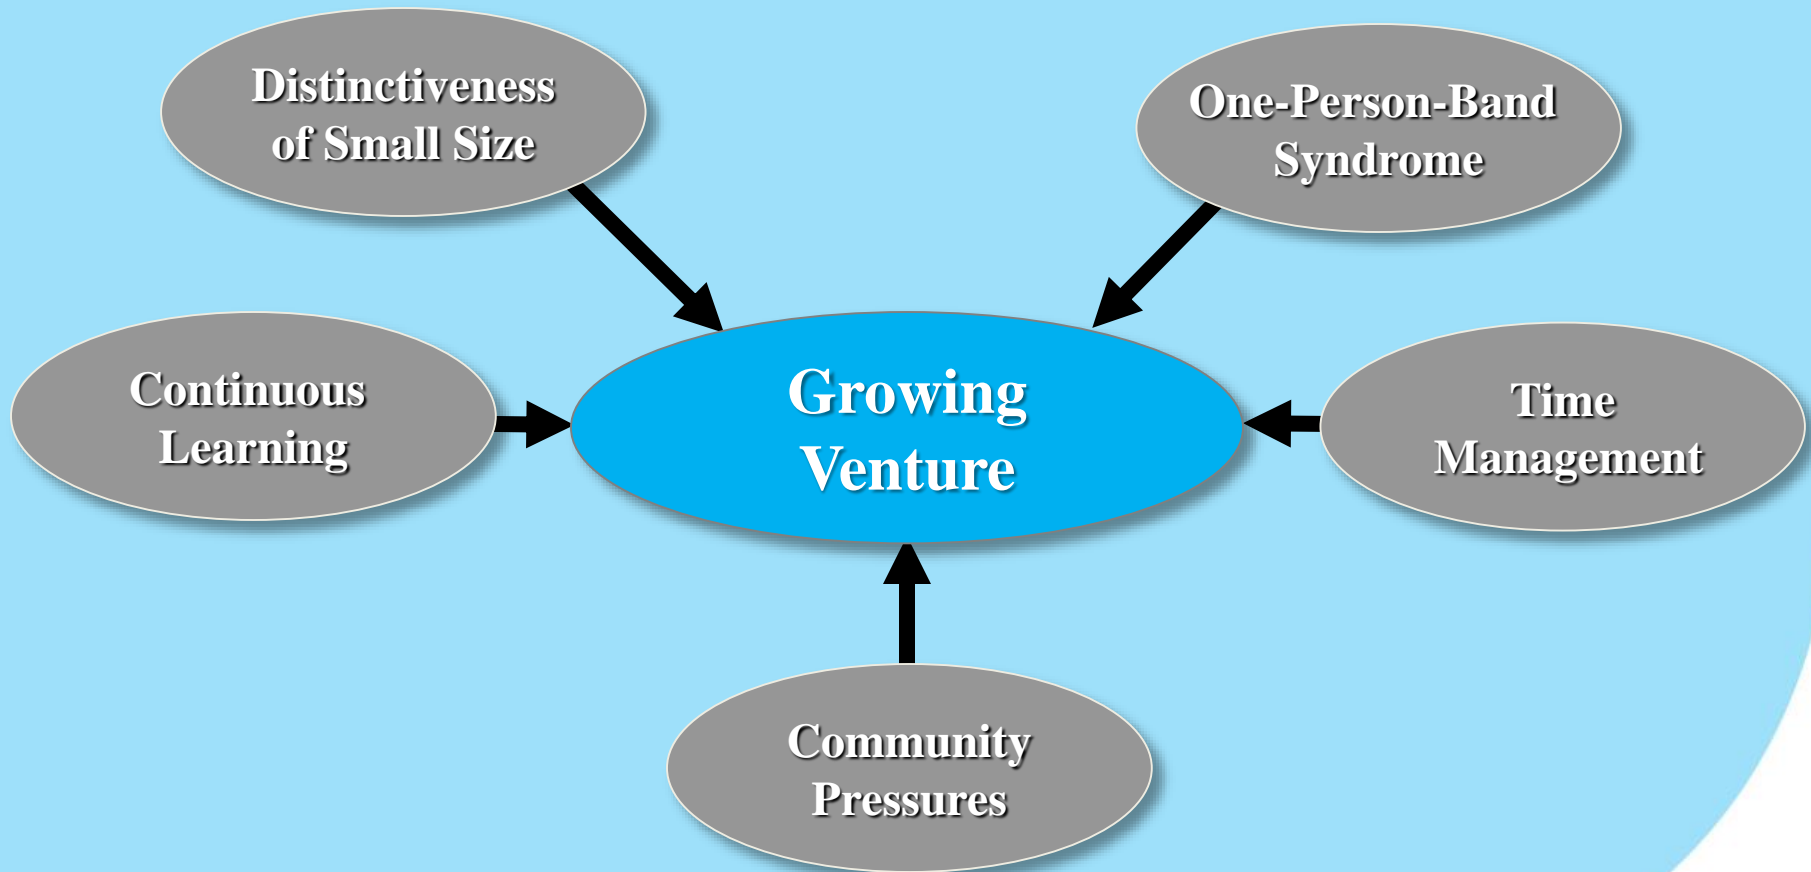 Distinctiveness
of Small Size
One-Person-Band
Syndrome
Continuous
Learning
Growing
Venture
Time
Management
Community
Pressures